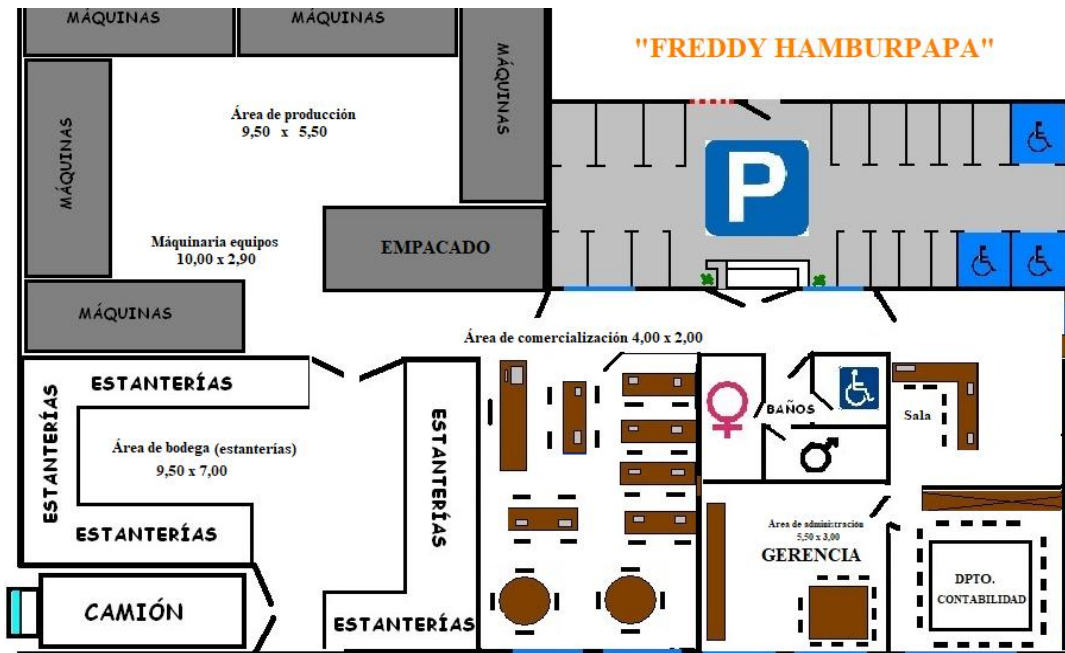 MÁQUINAS
MÁQUINAS
MÁQUINAS
"FREDDY HAMBURPAPA"
MÁQUINAS
Área de producción
9,50 x 5,50
P
Máquinaria equipos
10,00 x 2,90
EMPACADO
MÁQUINAS
Área de comercialización 4,00 x 2,00
ESTANTERÍAS
ESTANTERÍAS
ESTANTERÍAS
BAÑOS
Sala
Área de bodega (estanterías)
9,50 x 7,00
ESTANTERÍAS
Área de administración
5,50 x 3,00
GERENCIA
DPTO.
CONTABILIDAD
CAMIÓN
ESTANTERÍAS